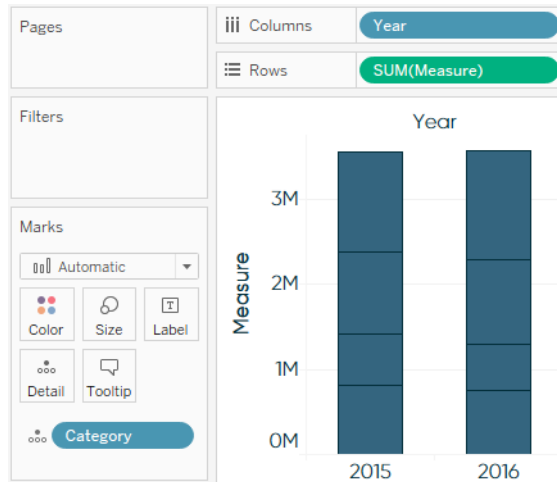 Pages
Columns
Year
Rows
SUM(Measure)
Filters
Marks
Automatic
Color
Size
T
Label
Detail
Tooltip
Category
Year
3M
2M
1M
0M
Measure
2015
2016